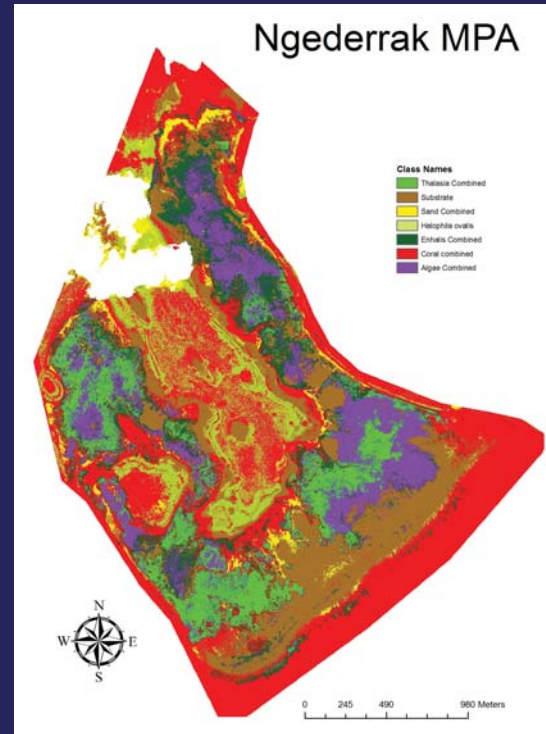 Ngederrak MPA
Class Names
Thalasia Combined
Substrate
Sand Combined
Helophila ovalis
Enhalis Combined
Coral combined
Algae Combined
N
W E
S
0 245 490 980 Meters